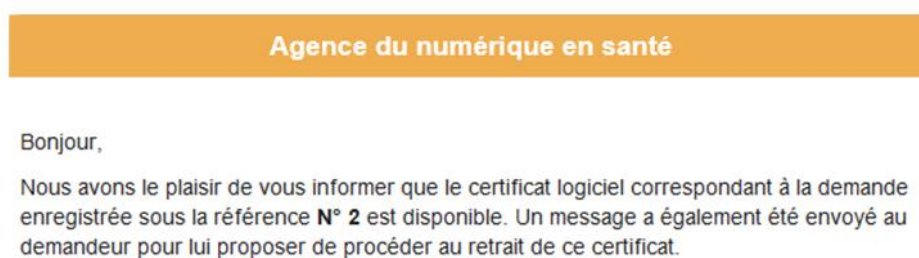 Agence du numérique en santé
Bonjour,
Nous avons le plaisir de vous informer que le certificat logiciel correspondant à la demande
enregistrée sous la référence N° 2 est disponible. Un message a également été envoyé au
demandeur pour lui proposer de procéder au retrait de ce certificat.